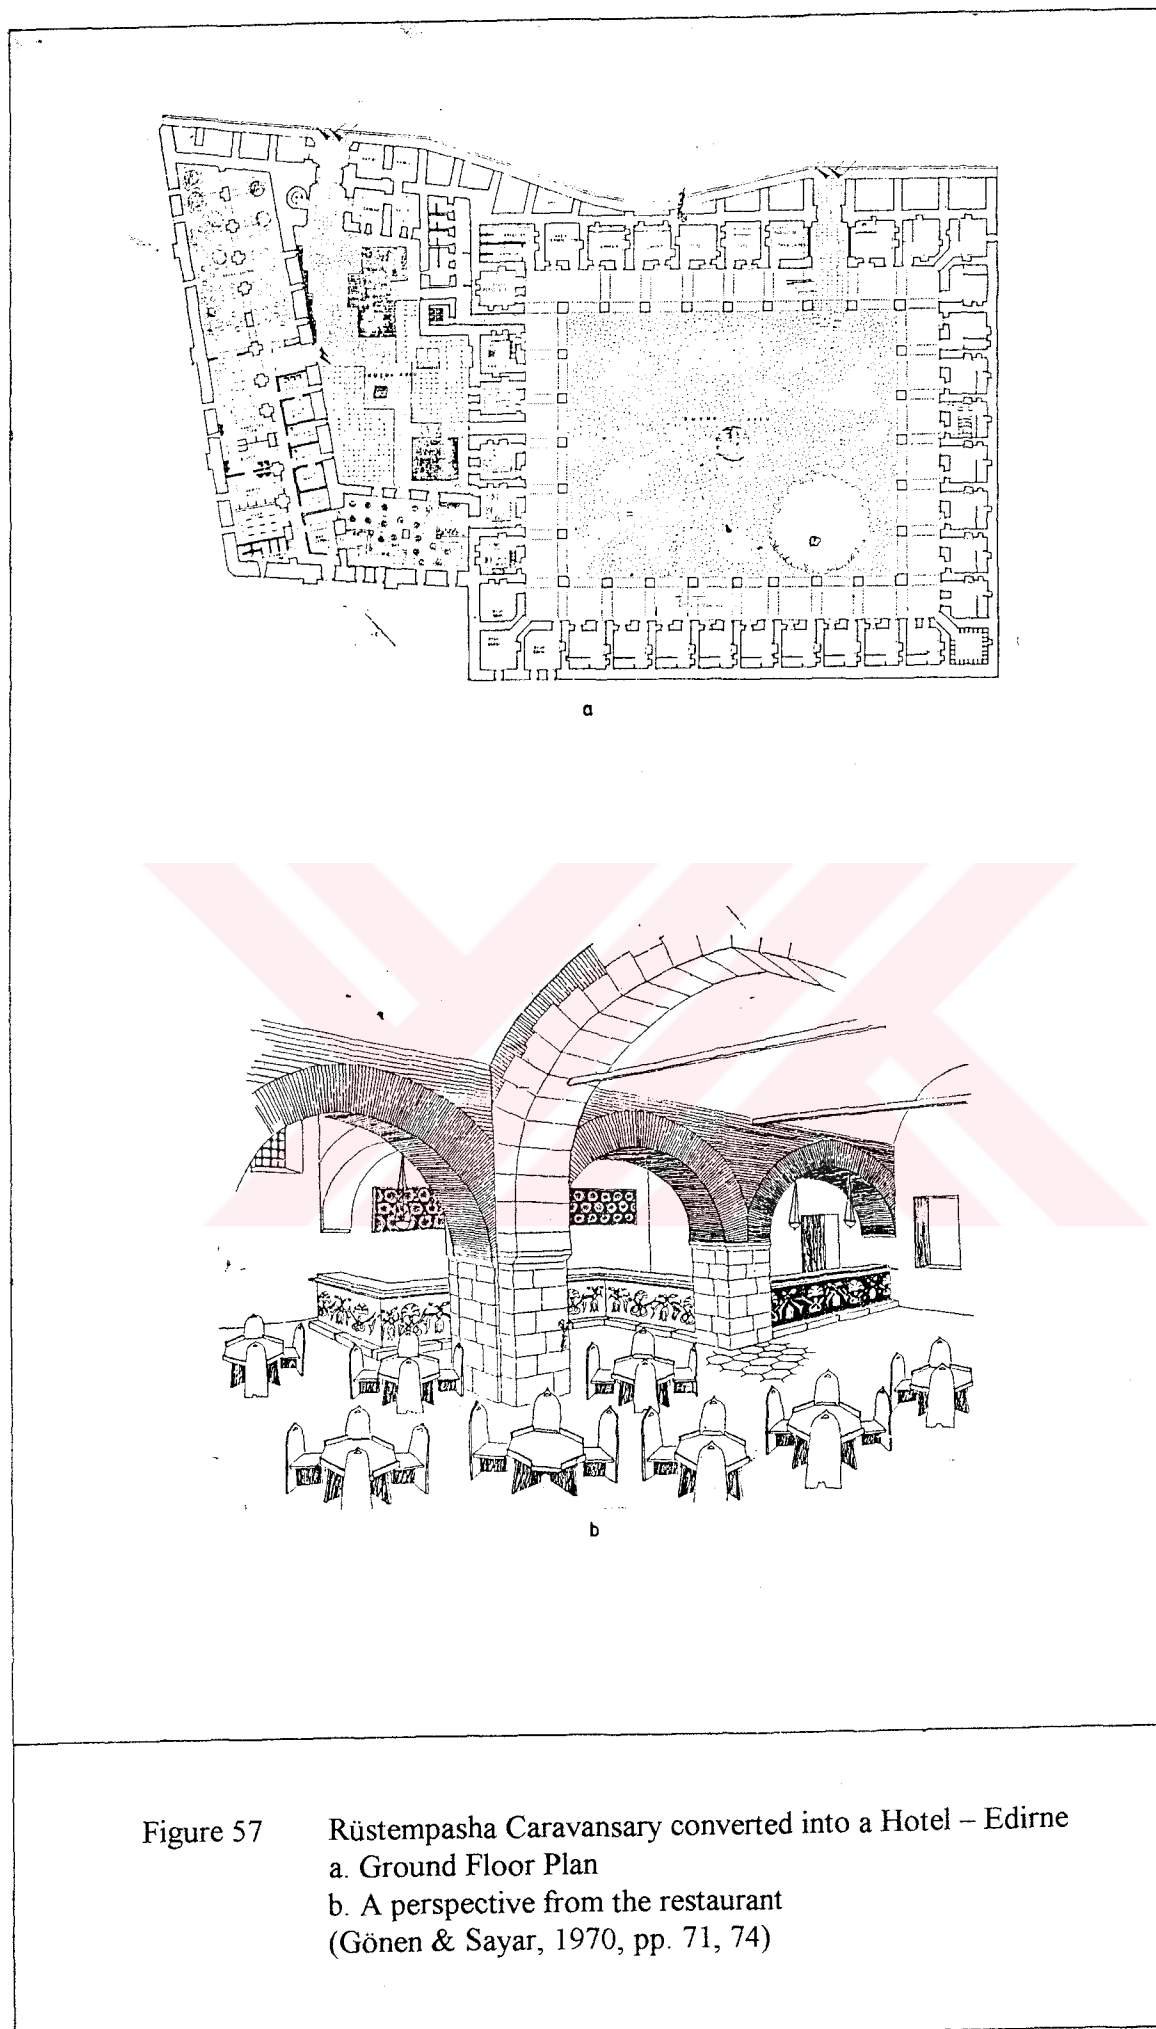 a
b
Figure 57 Rüstempasha Caravansary converted into a Hotel – Edirne
a. Ground Floor Plan
b. A perspective from the restaurant
(Gönen & Sayar, 1970, pp. 71, 74)